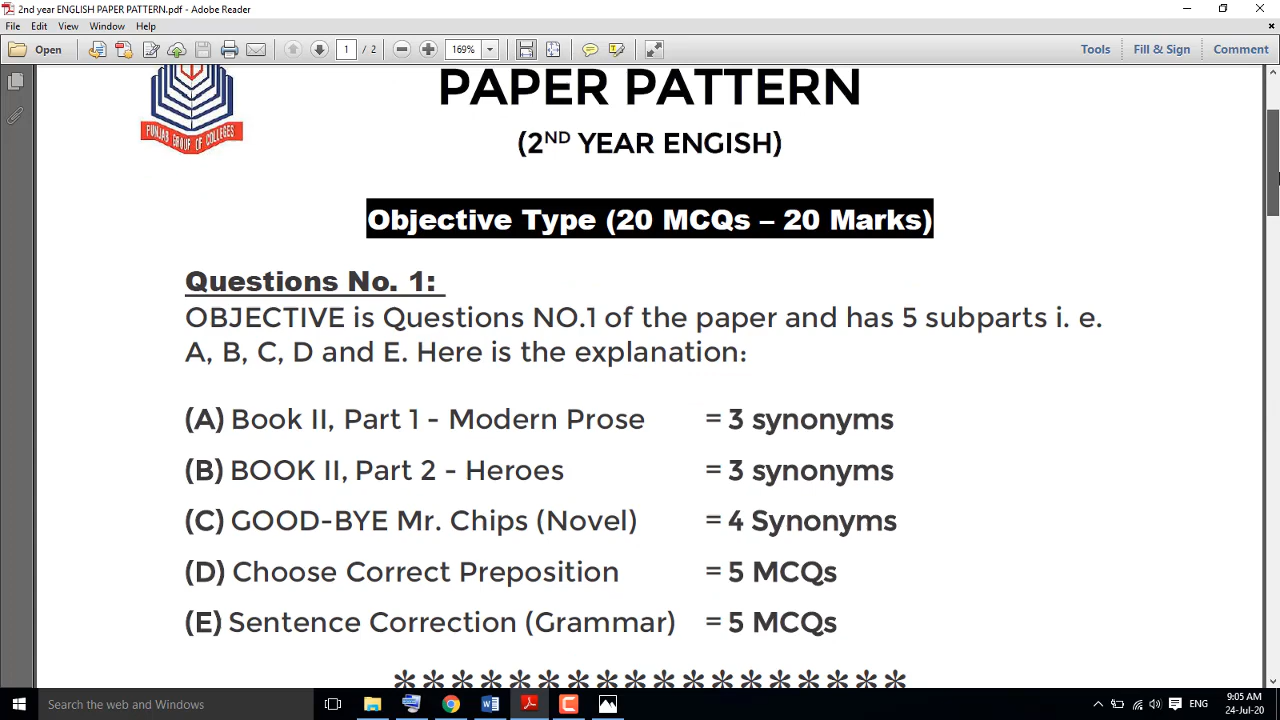 2nd year ENGLISH PAPER PATTERN.pdf - Adobe Reader
File Edit View Window Help
Open 1 / 2 169% Tools Fill & Sign Comment
PAPER PATTERN
PUNJAB GROUP OF COLLEGES
(2ND YEAR ENGISH)
Objective Type (20 MCQs – 20 Marks)
Questions No. 1:
OBJECTIVE is Questions NO.1 of the paper and has 5 subparts i. e.
A, B, C, D and E. Here is the explanation:
(A) Book II, Part 1 - Modern Prose = 3 synonyms
(B) BOOK II, Part 2 - Heroes = 3 synonyms
(C) GOOD-BYE Mr. Chips (Novel) = 4 Synonyms
(D) Choose Correct Preposition = 5 MCQs
(E) Sentence Correction (Grammar) = 5 MCQs
******************
Search the web and Windows ENG 9:05 AM
24-Jul-20